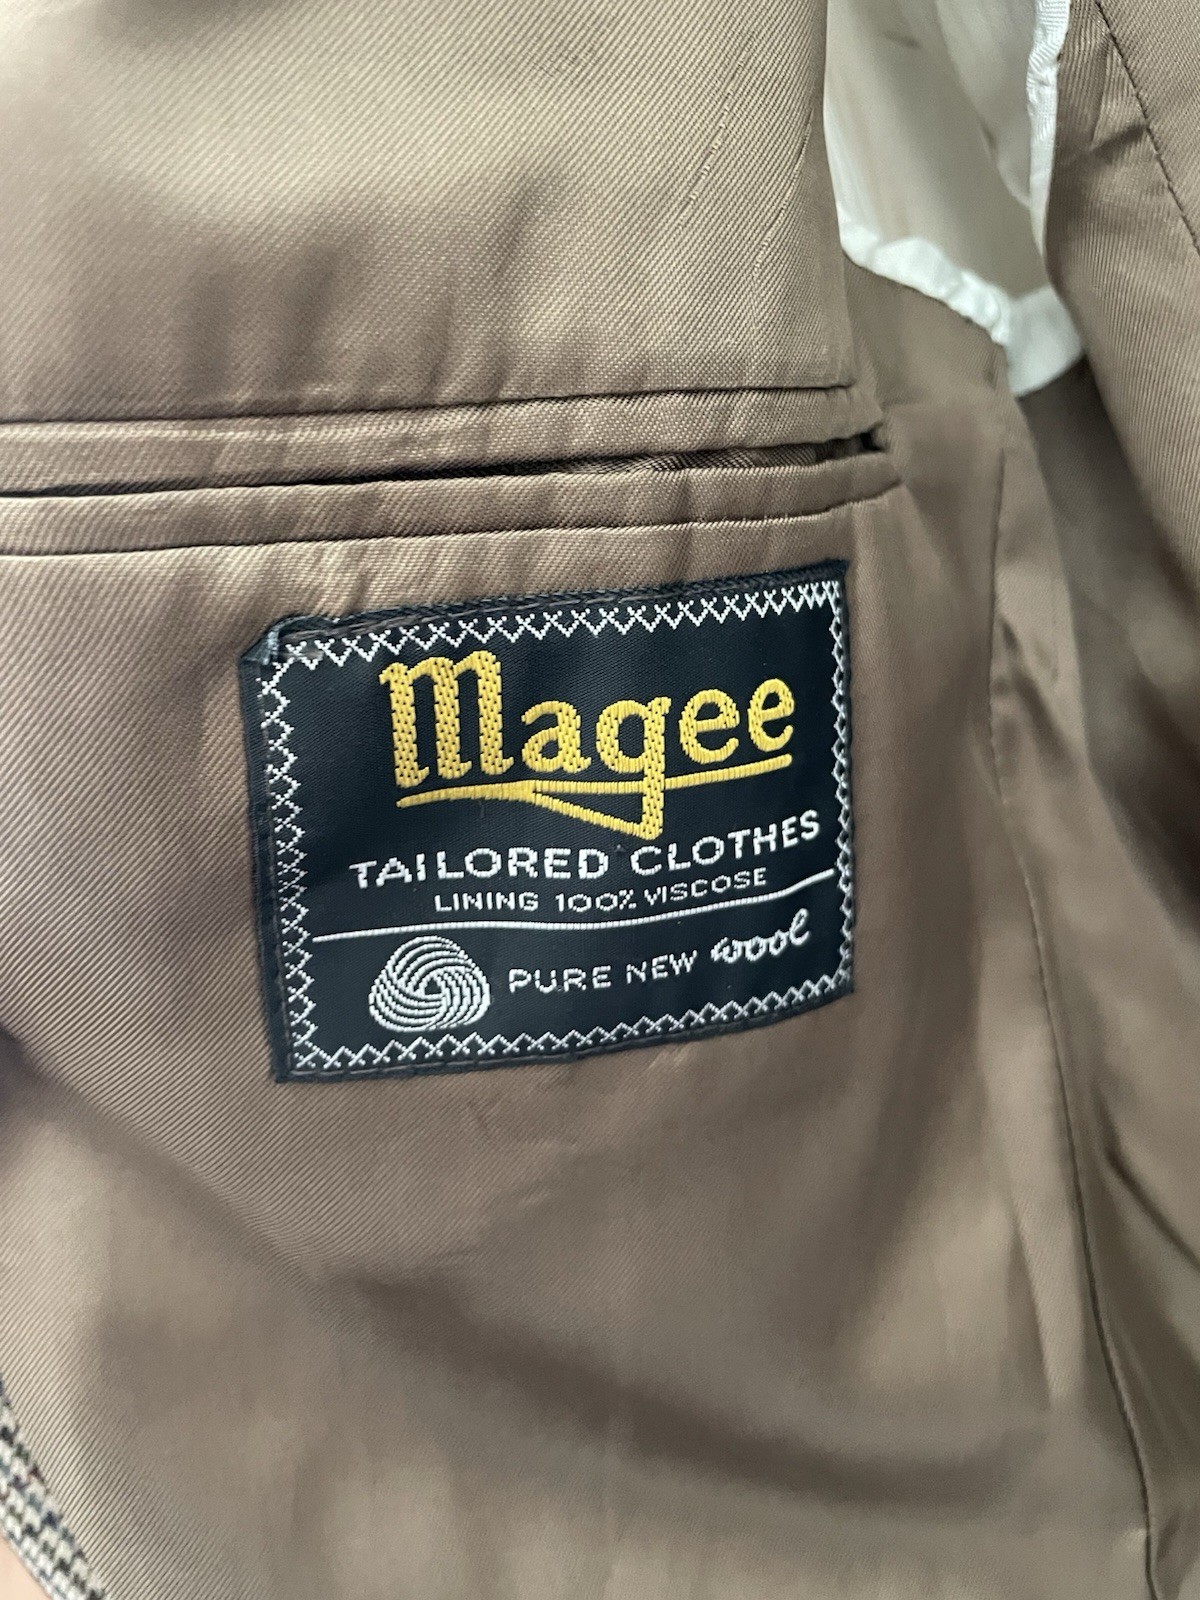 Magee
TAILORED CLOTHES
LINING 100% VISCOSE
PURE NEW wool